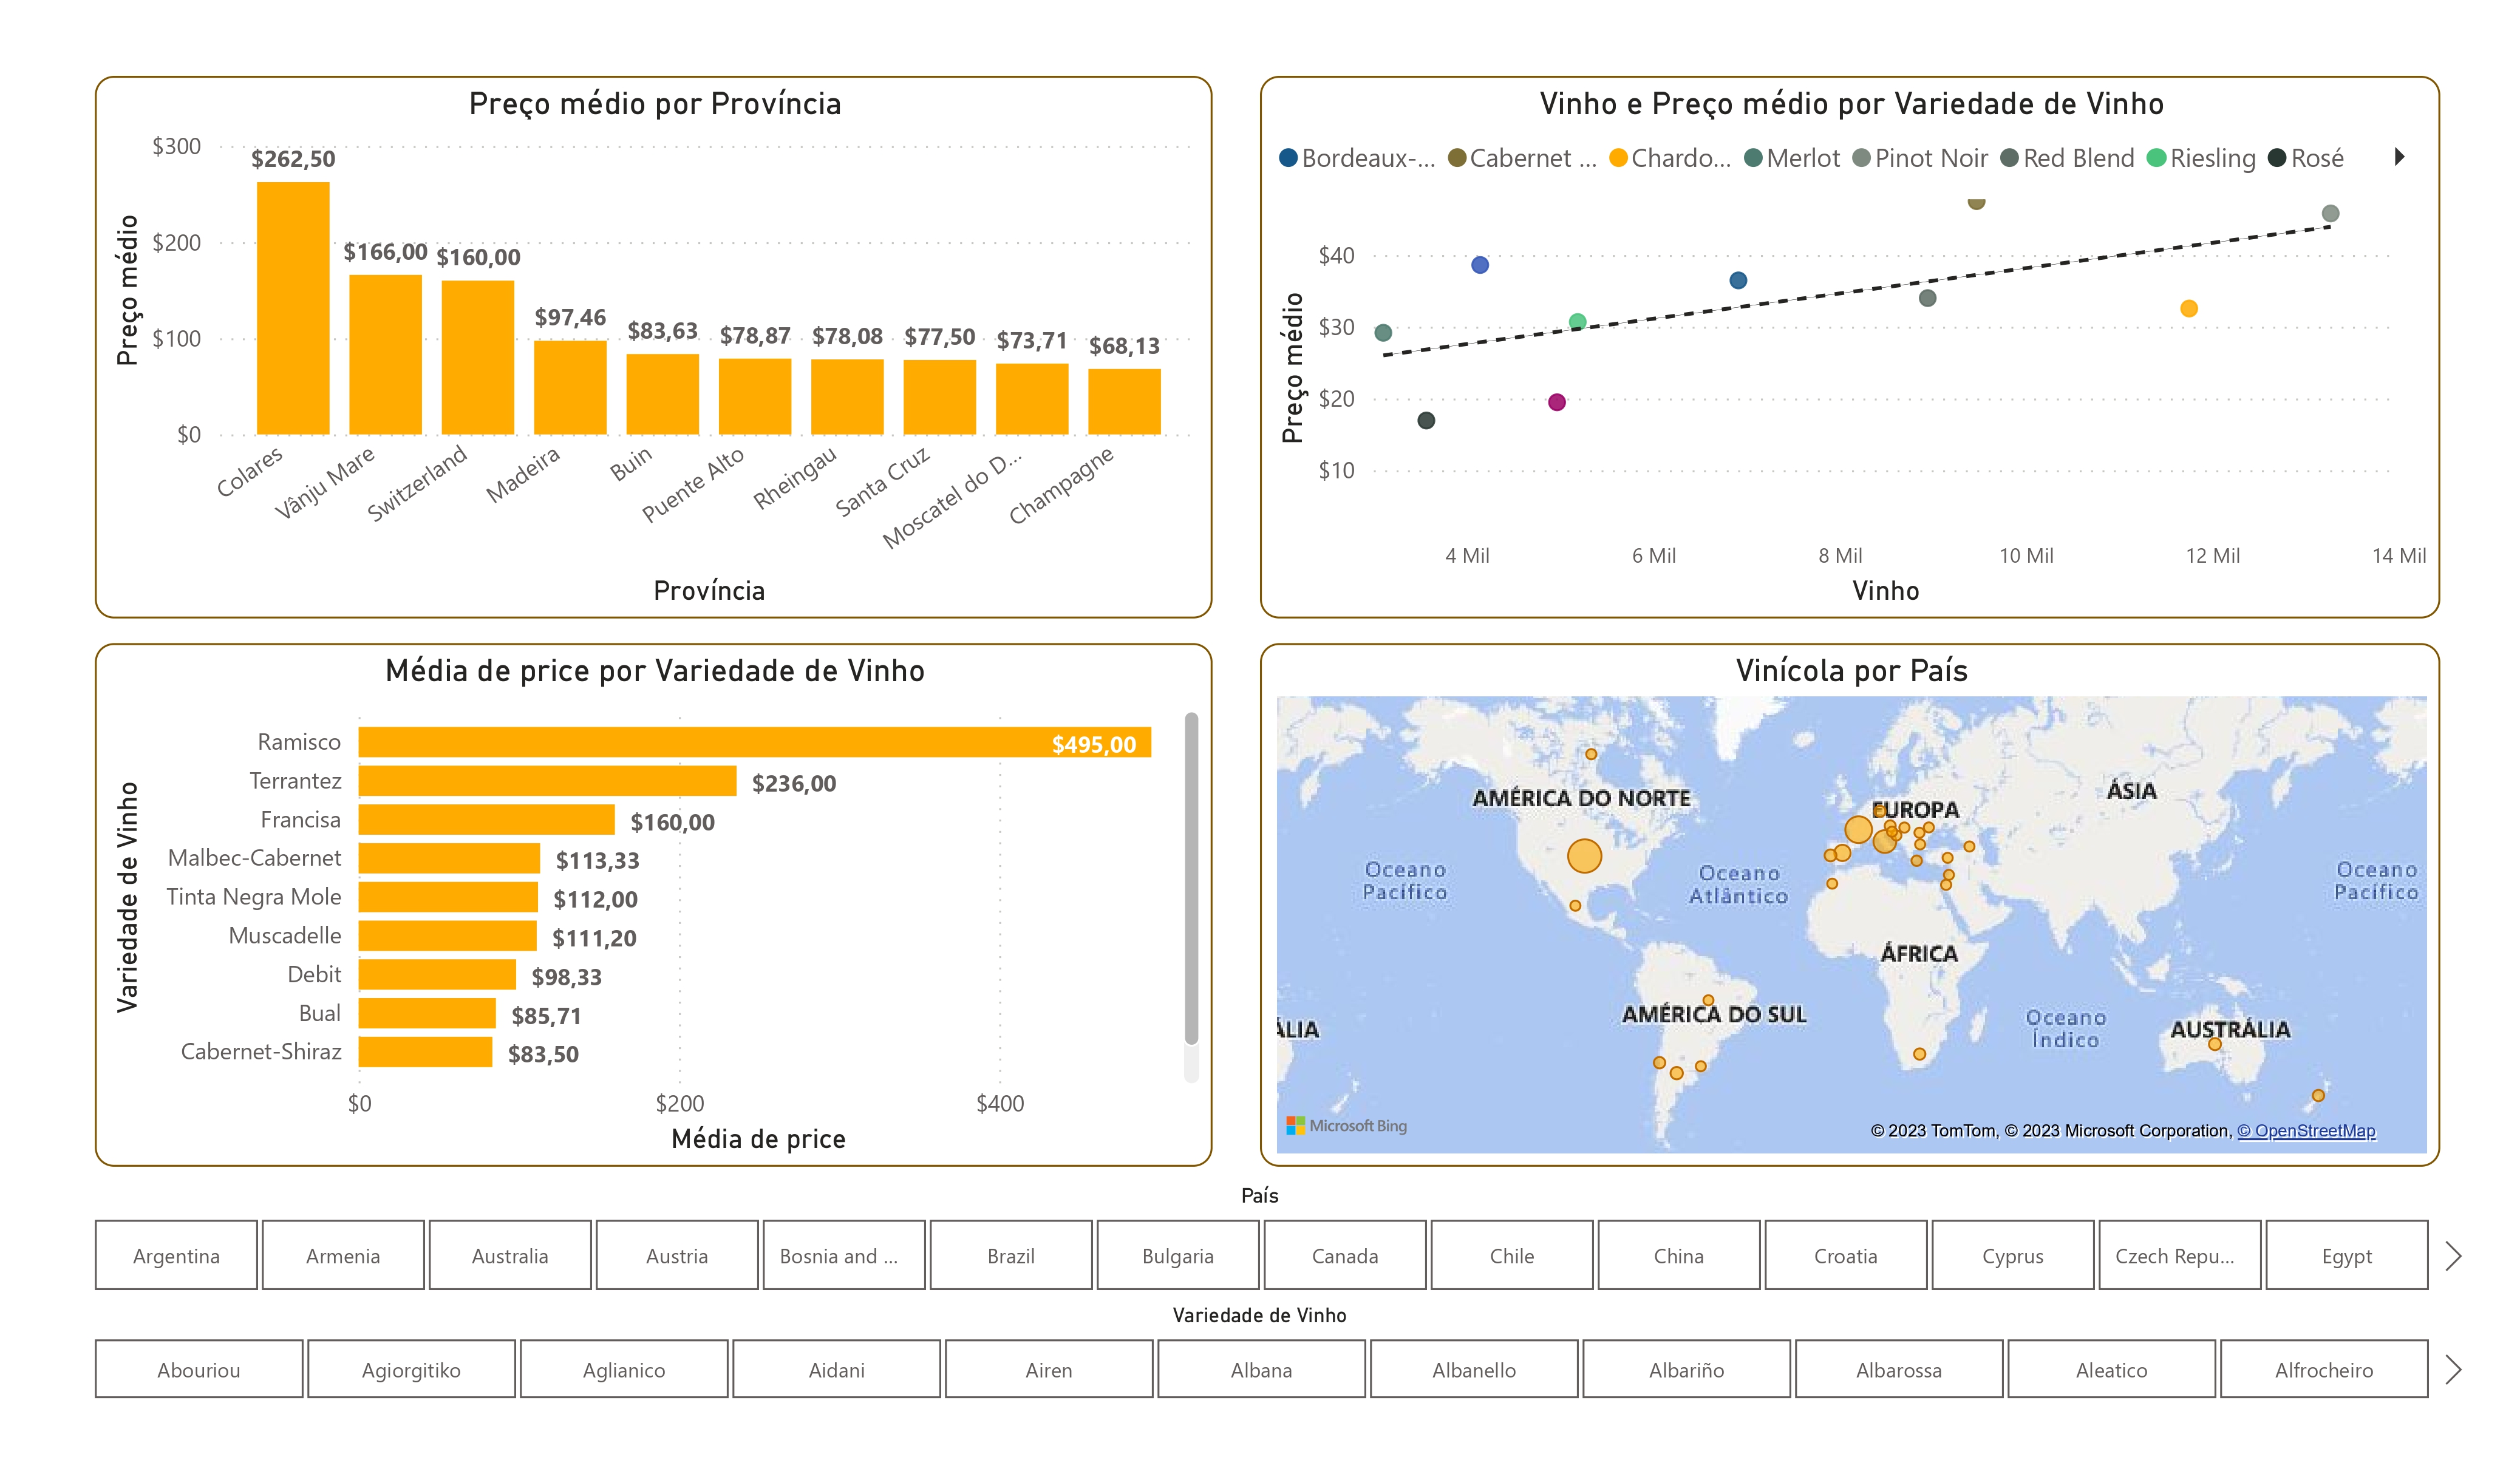 Preço médio por Província
Preço médio
$300
$200
$100
$0
$262,50
$166,00
$160,00
$97,46
$83,63
$78,87
$78,08
$77,50
$73,71
$68,13
Colares
Vânju Mare
Switzerland
Madeira
Buin
Puente Alto
Rheingau
Santa Cruz
Moscatel do D...
Champagne
Província
Vinho e Preço médio por Variedade de Vinho
Bordeaux-... Cabernet ... Chardo... Merlot Pinot Noir Red Blend Riesling Rosé
Preço médio
$40
$30
$20
$10
4 Mil 6 Mil 8 Mil 10 Mil 12 Mil 14 Mil
Vinho
Média de price por Variedade de Vinho
Variedade de Vinho
Ramisco $495,00
Terrantez $236,00
Francisa $160,00
Malbec-Cabernet $113,33
Tinta Negra Mole $112,00
Muscadelle $111,20
Debit $98,33
Bual $85,71
Cabernet-Shiraz $83,50
$0 $200 $400
Média de price
Vinícola por País
AMÉRICA DO NORTE
EUROPA
ÁSIA
Oceano
Pacífico
Oceano
Atlântico
Oceano
Pacífico
ÁFRICA
AMÉRICA DO SUL
Oceano
Índico
ÁLIA
AUSTRÁLIA
Microsoft Bing
© 2023 TomTom, © 2023 Microsoft Corporation, © OpenStreetMap
País
Argentina Armenia Australia Austria Bosnia and ... Brazil Bulgaria Canada Chile China Croatia Cyprus Czech Repu... Egypt
Variedade de Vinho
Abouriou Agiorgitiko Aglianico Aidani Airen Albana Albanello Albariño Albarossa Aleatico Alfrocheiro